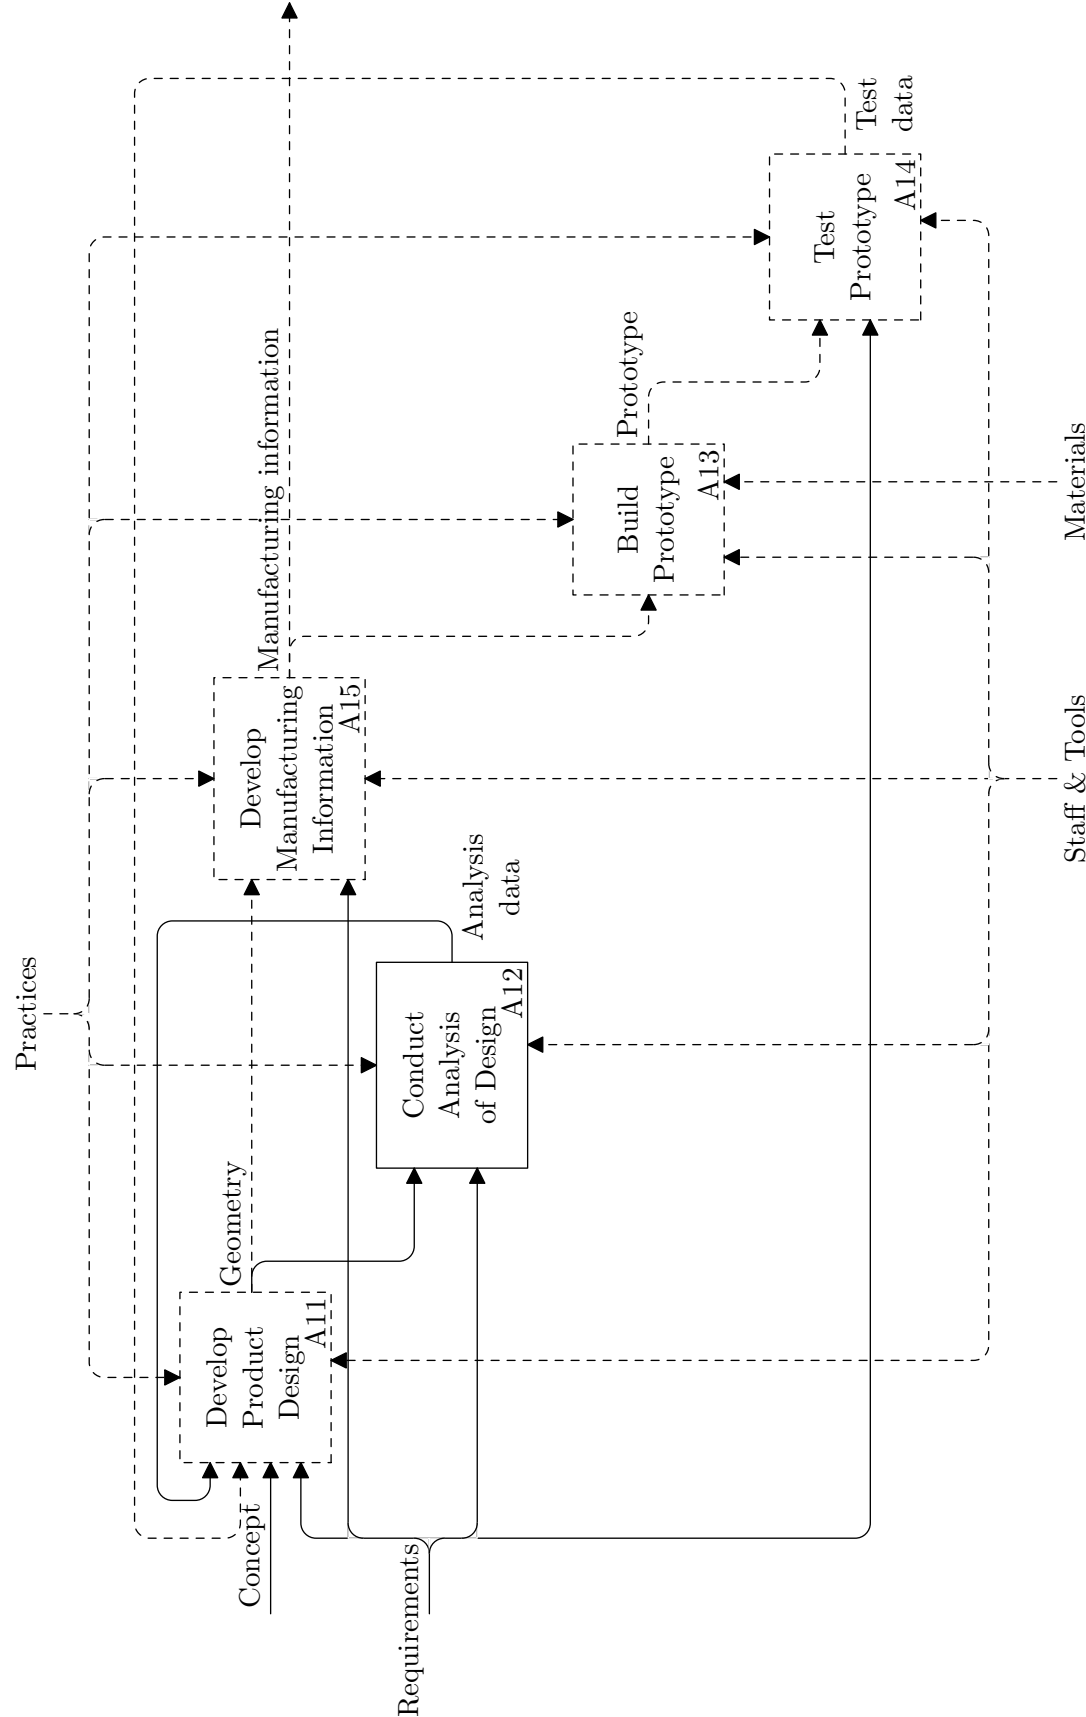 Practices
Concept
Requirements
Develop
Product
Design
A11
Geometry
Conduct
Analysis
of Design
A12
Analysis
data
Develop
Manufacturing
Information
A15
Manufacturing information
Build
Prototype
A13
Prototype
Test
Prototype
A14
Test
data
Staff & Tools
Materials